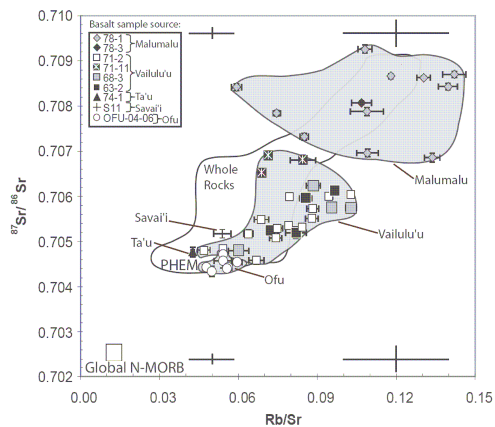 0.710
0.709
0.708
0.707
0.706
0.705
0.704
0.703
0.702
87Sr/ 86Sr
Basalt sample source:
78-1
78-3
Malumalu
71-2
71-11
68-3
63-2
Vailulu'u
74-1
Ta'u
S11
Savai'i
OFU-04-06
Ofu
Whole
Rocks
Malumalu
Savai'i
Vailulu'u
Ta'u
PHEM
Ofu
Global N-MORB
0.00 0.03 0.06 0.09 0.12 0.15
Rb/Sr